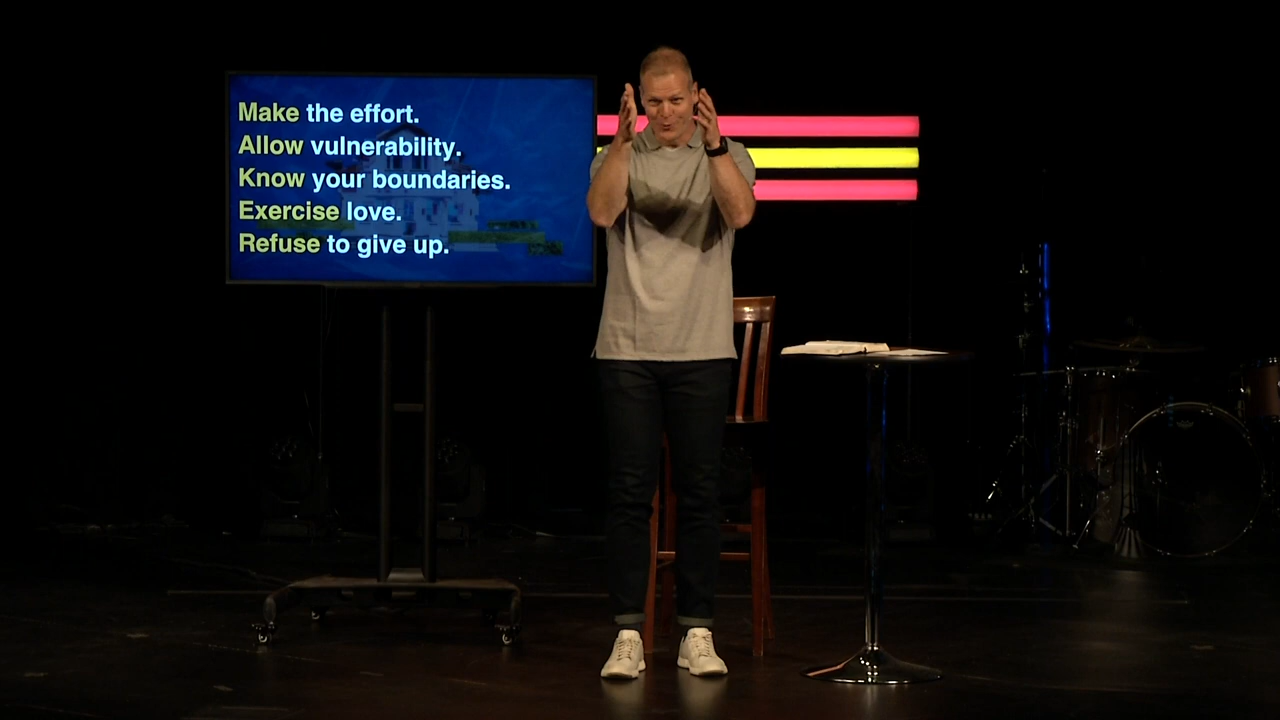 Make the effort.
Allow vulnerability.
Know your boundaries.
Exercise love.
Refuse to give up.